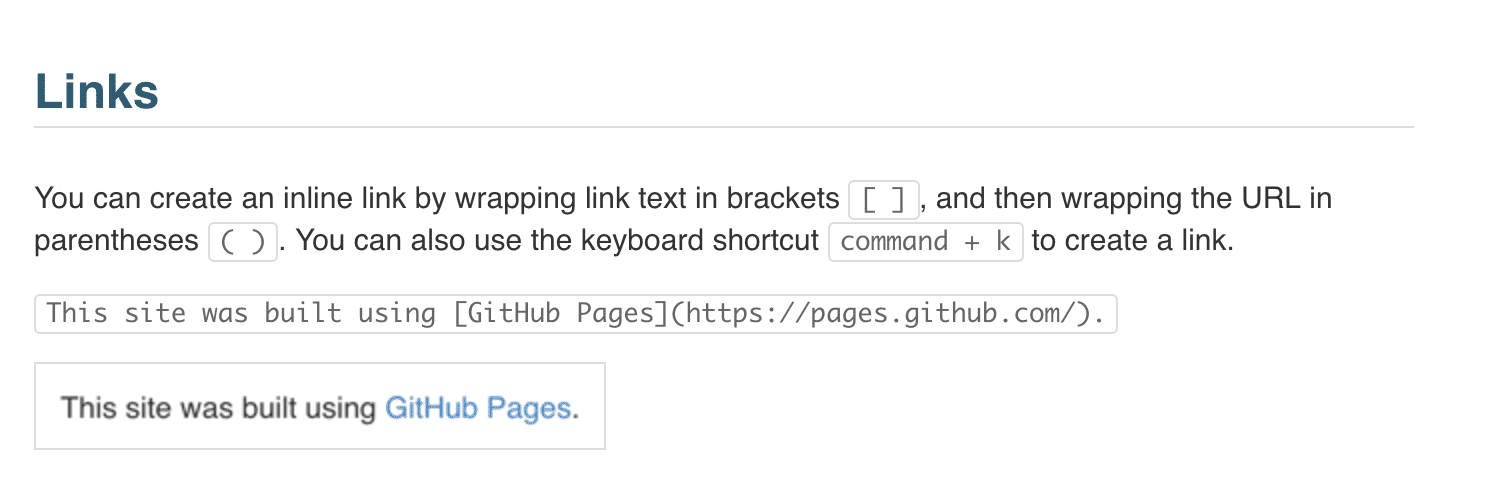 Links
You can create an inline link by wrapping link text in brackets [ ], and then wrapping the URL in
parentheses ( ). You can also use the keyboard shortcut command + k to create a link.
This site was built using [GitHub Pages](https://pages.github.com/).
This site was built using GitHub Pages.